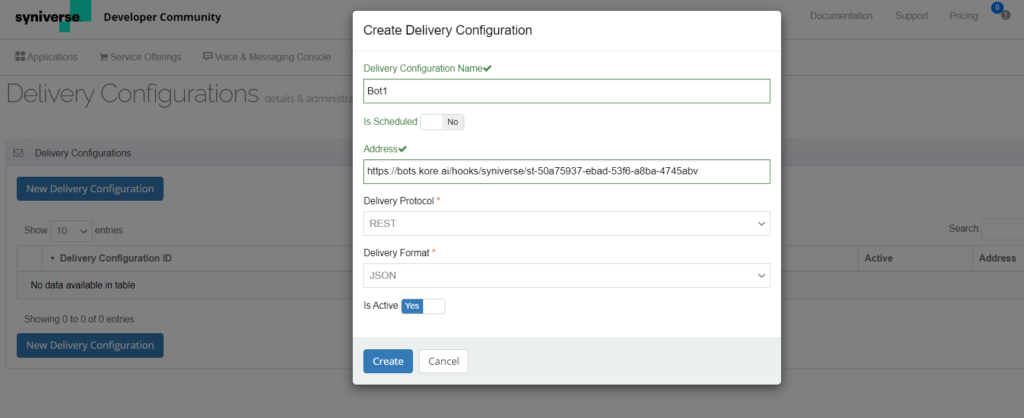 syniverse Developer Community
Documentation Support Pricing 0
Applications Service Offerings Voice & Messaging Console
Delivery Configurations details & administra
Delivery Configurations
New Delivery Configuration
Show 10 entries
Search:
Delivery Configuration ID Active Address
No data available in table
Showing 0 to 0 of 0 entries
New Delivery Configuration
Create Delivery Configuration
Delivery Configuration Name
Bot1
Is Scheduled No
Address
https://bots.kore.ai/hooks/syniverse/st-50a75937-ebad-53f6-a8ba-4745abv
Delivery Protocol *
REST
Delivery Format *
JSON
Is Active Yes
Create Cancel